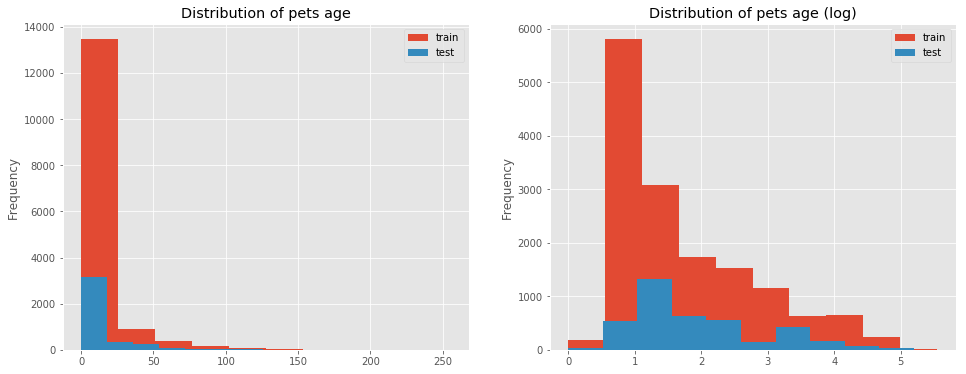 Distribution of pets age
14000
12000
10000
8000
6000
4000
2000
0
Frequency
0 50 100 150 200 250
train
test
Distribution of pets age (log)
6000
5000
4000
3000
2000
1000
0
Frequency
0 1 2 3 4 5
train
test